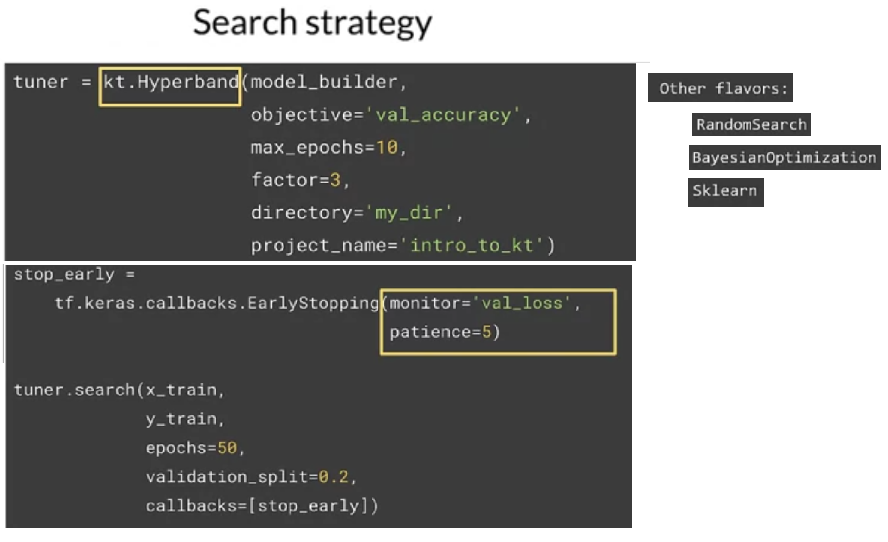 Search strategy
tuner = kt.Hyperband(model_builder,
objective='val_accuracy',
max_epochs=10,
factor=3,
directory='my_dir',
project_name='intro_to_kt')
Other flavors:
RandomSearch
BayesianOptimization
Sklearn
stop_early =
tf.keras.callbacks.EarlyStopping(monitor='val_loss',
patience=5)
tuner.search(x_train,
y_train,
epochs=50,
validation_split=0.2,
callbacks=[stop_early])